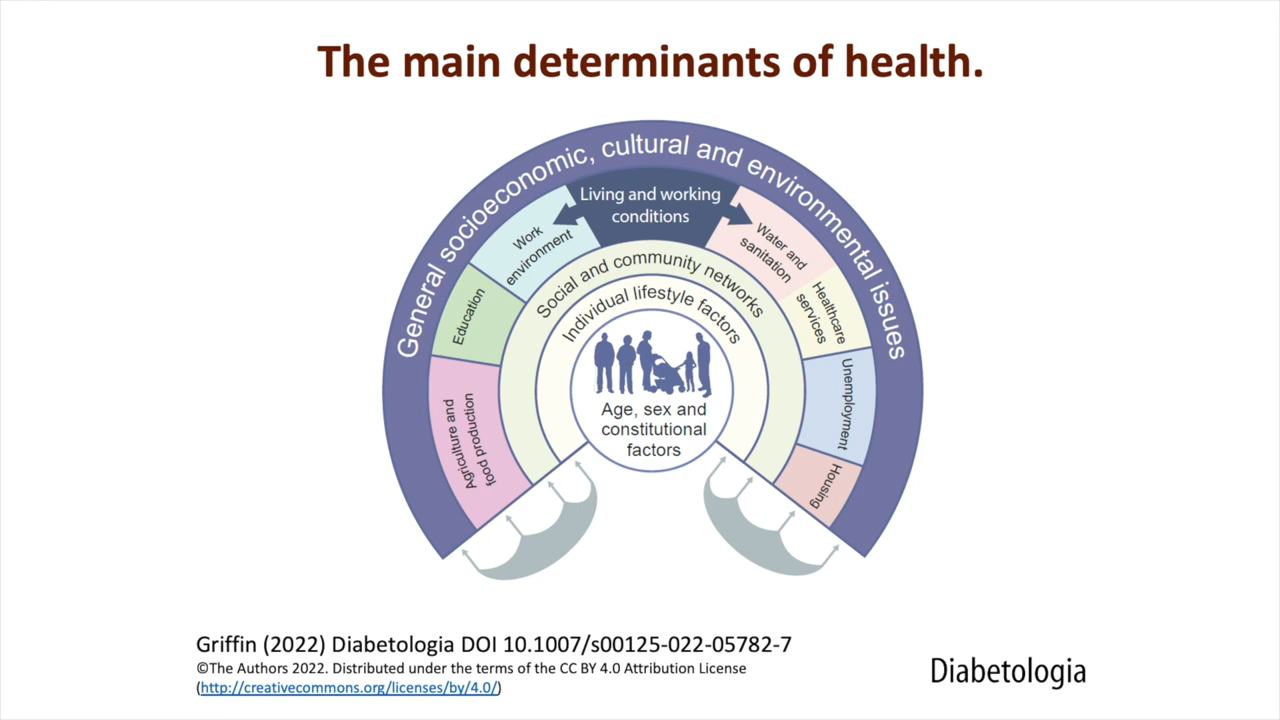 The main determinants of health.
General socioeconomic, cultural and environmental issues
Living and working
conditions
Work
environment
Education
Agriculture and
food production
Water and
sanitation
Healthcare
services
Unemployment
Housing
Social and community networks
Individual lifestyle factors
Age, sex and
constitutional
factors
Griffin (2022) Diabetologia DOI 10.1007/s00125-022-05782-7
©The Authors 2022. Distributed under the terms of the CC BY 4.0 Attribution License
(http://creativecommons.org/licenses/by/4.0/)
Diabetologia